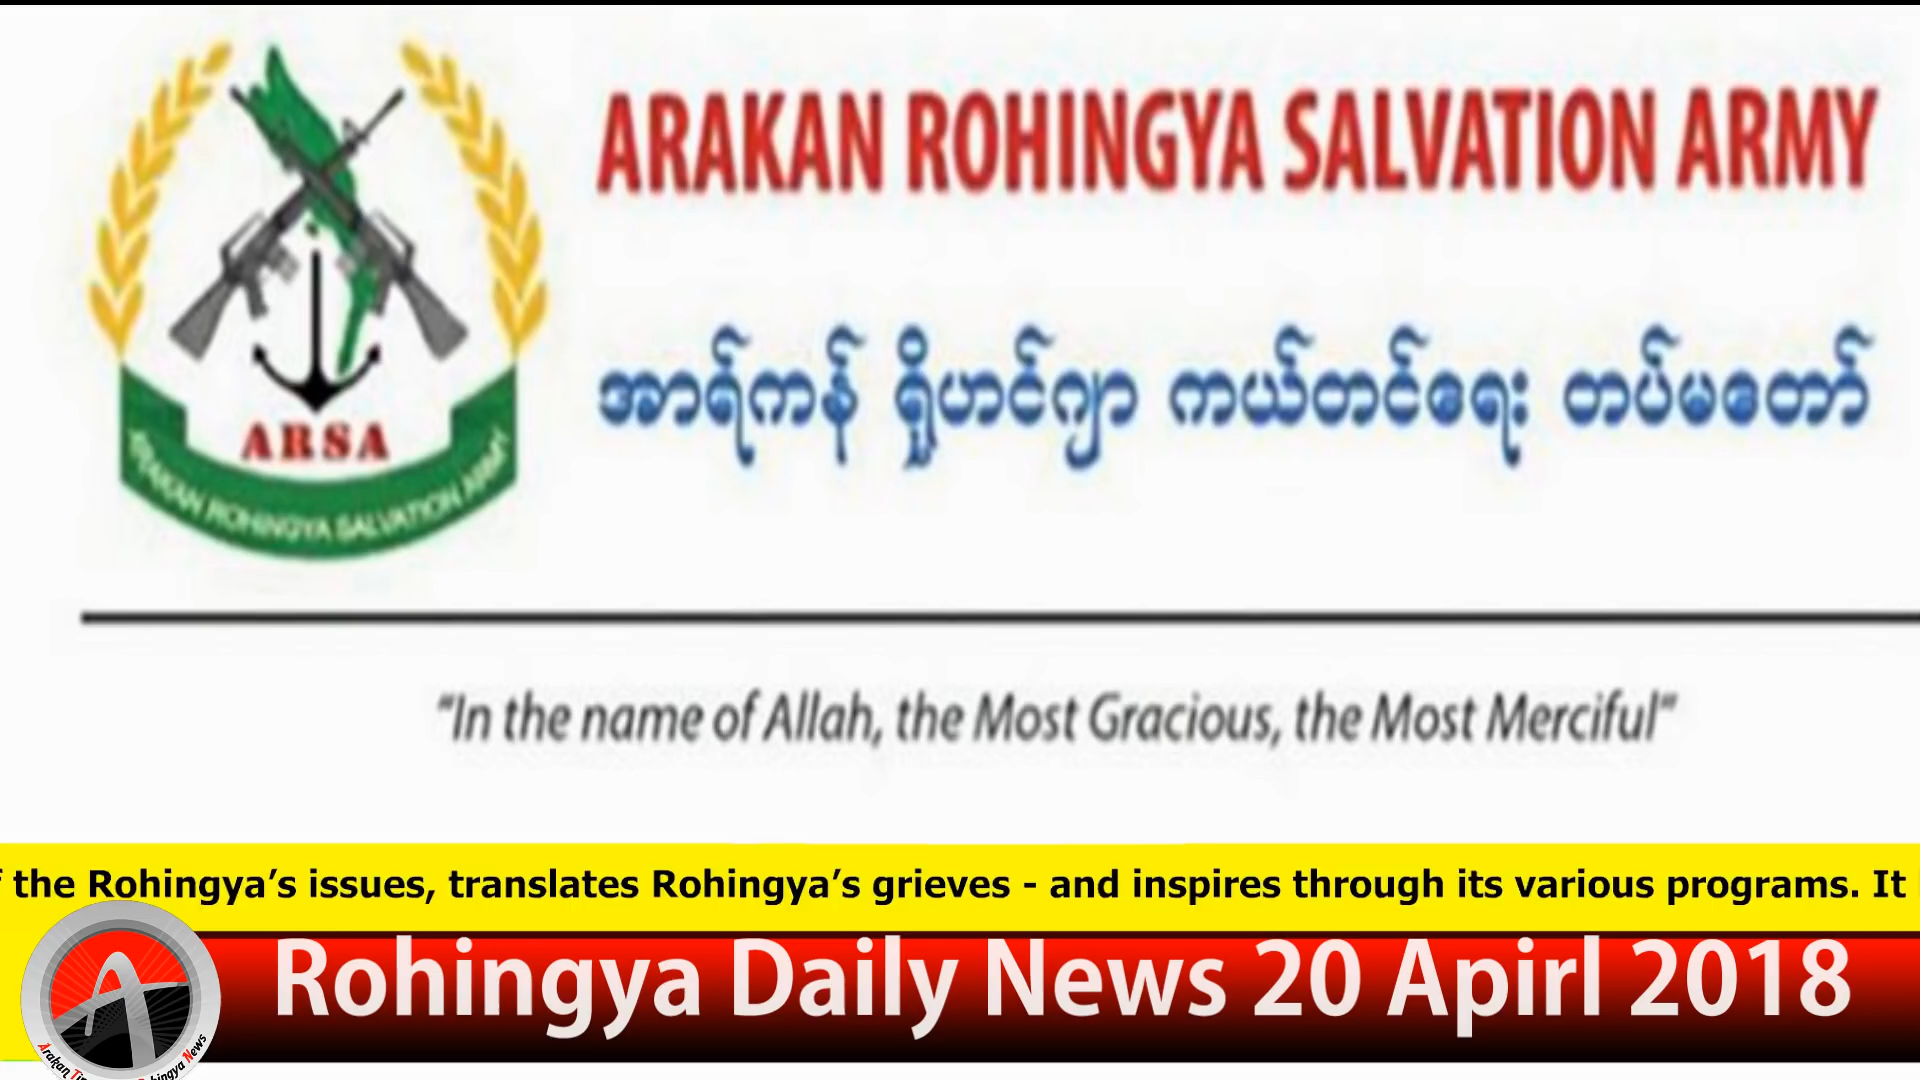 ARAKAN ROHINGYA SALVATION ARMY
အာရ်ကန် ရိုဟင်ဂျာ ကယ်တင်ရေး တပ်မတော်
ARSA
ARAKAN ROHINGYA SALVATION ARMY
“In the name of Allah, the Most Gracious, the Most Merciful“
the Rohingya’s issues, translates Rohingya’s grieves - and inspires through its various programs. It
Rohingya Daily News 20 Apirl 2018
Arakan
News